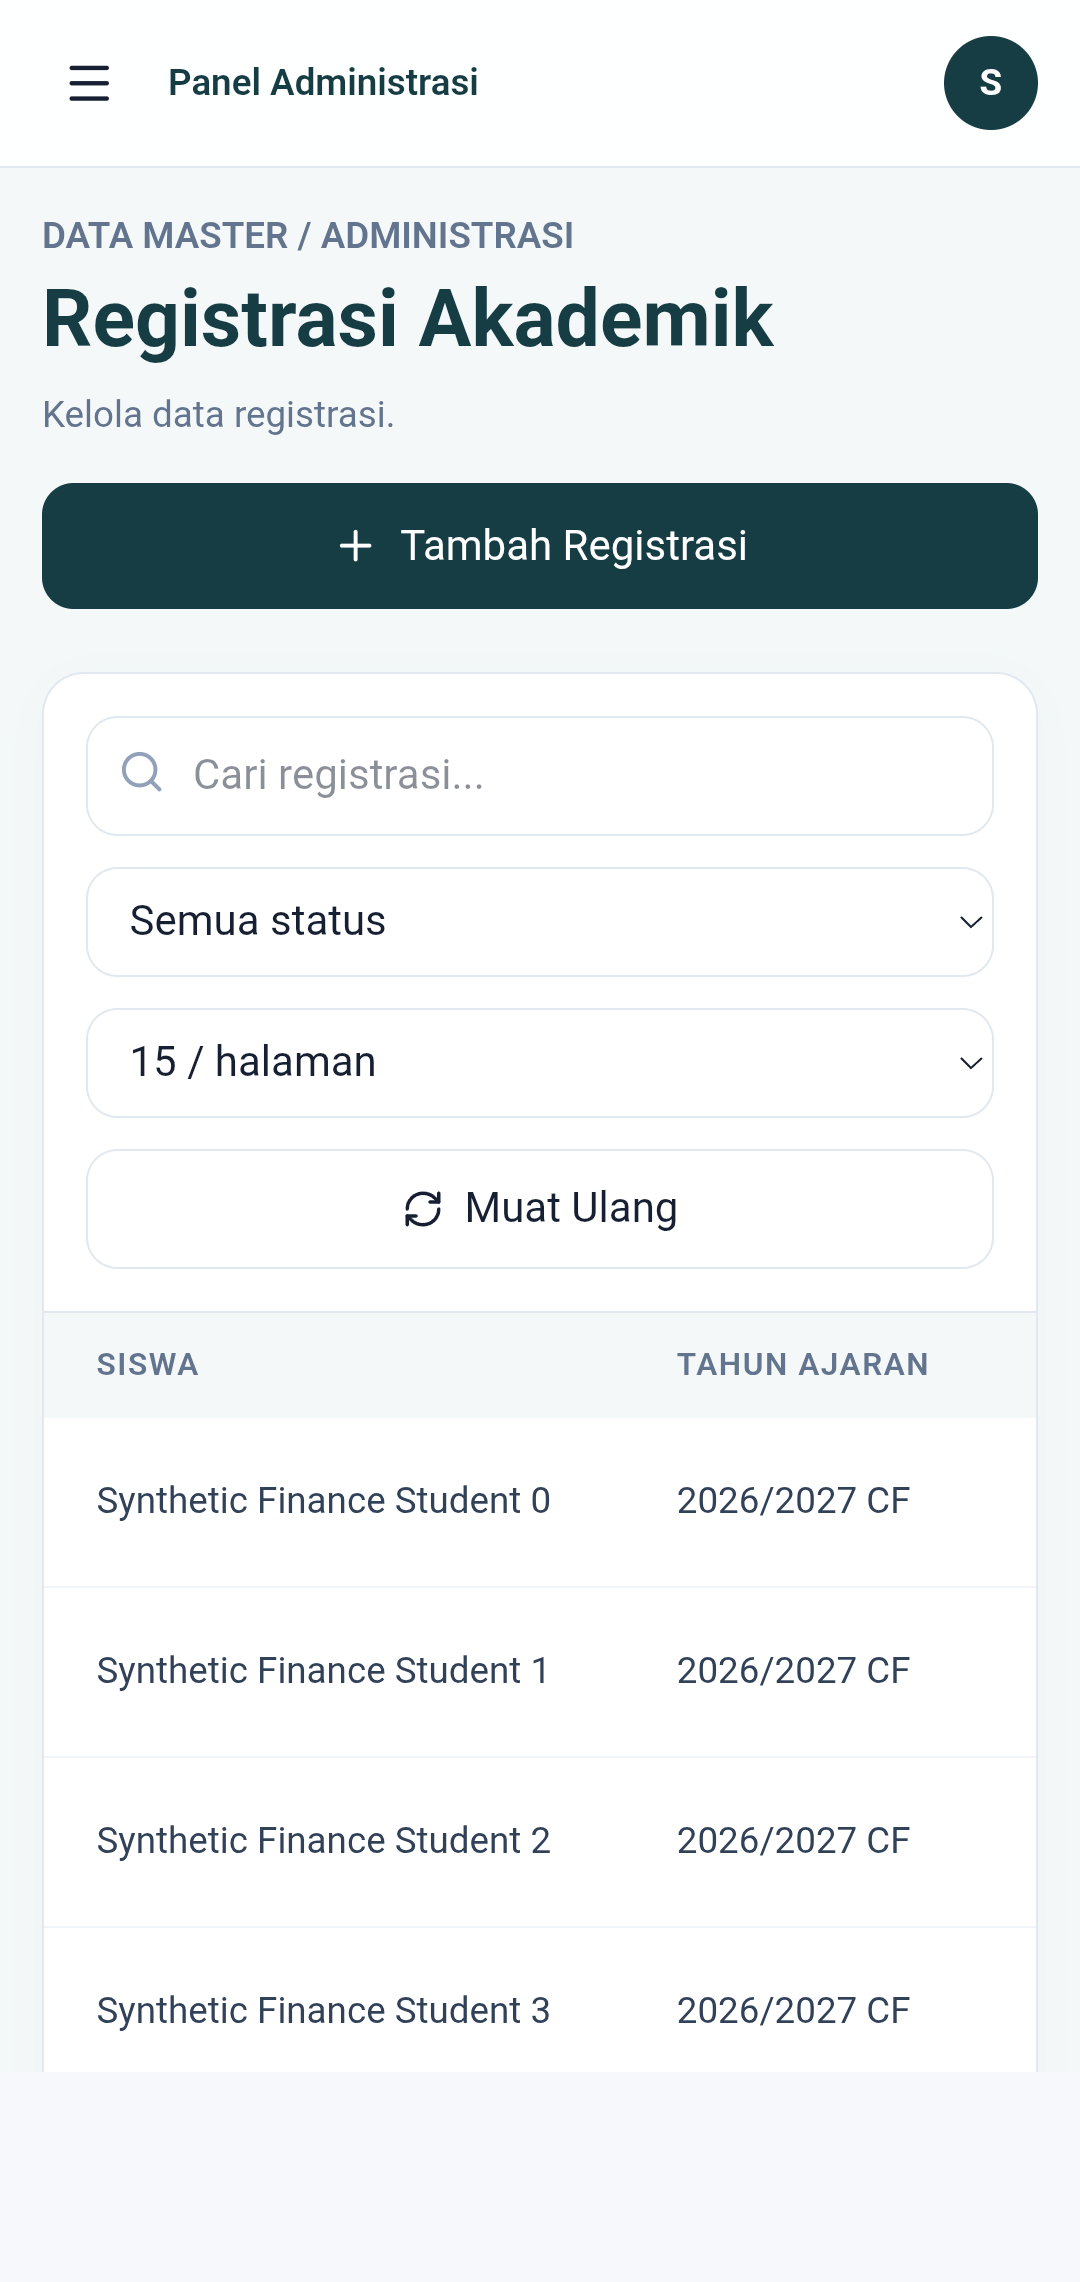 Panel Administrasi
S
DATA MASTER / ADMINISTRASI
Registrasi Akademik
Kelola data registrasi.
Tambah Registrasi
Cari registrasi...
Semua status
15 / halaman
Muat Ulang
SISWA TAHUN AJARAN
Synthetic Finance Student 0 2026/2027 CF
Synthetic Finance Student 1 2026/2027 CF
Synthetic Finance Student 2 2026/2027 CF
Synthetic Finance Student 3 2026/2027 CF